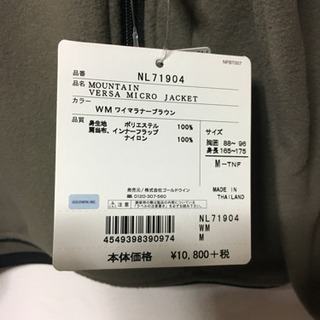 NPBT007
品番 NL71904
品名 MOUNTAIN
VERSA MICRO JACKET
カラー
WM ワイマラナーブラウン
品質 身生地 ポリエステル 100%
肩当布、インナーフラップ
ナイロン 100%
サイズ
胸囲 88~ 96
身長 165~175
M-TNF
GOLDWIN INC.
発売元/株式会社ゴールドウイン
0120-307-560
MADE IN
THAILAND
NL71904
WM
M
4549398390974
本体価格 ¥10,800+税